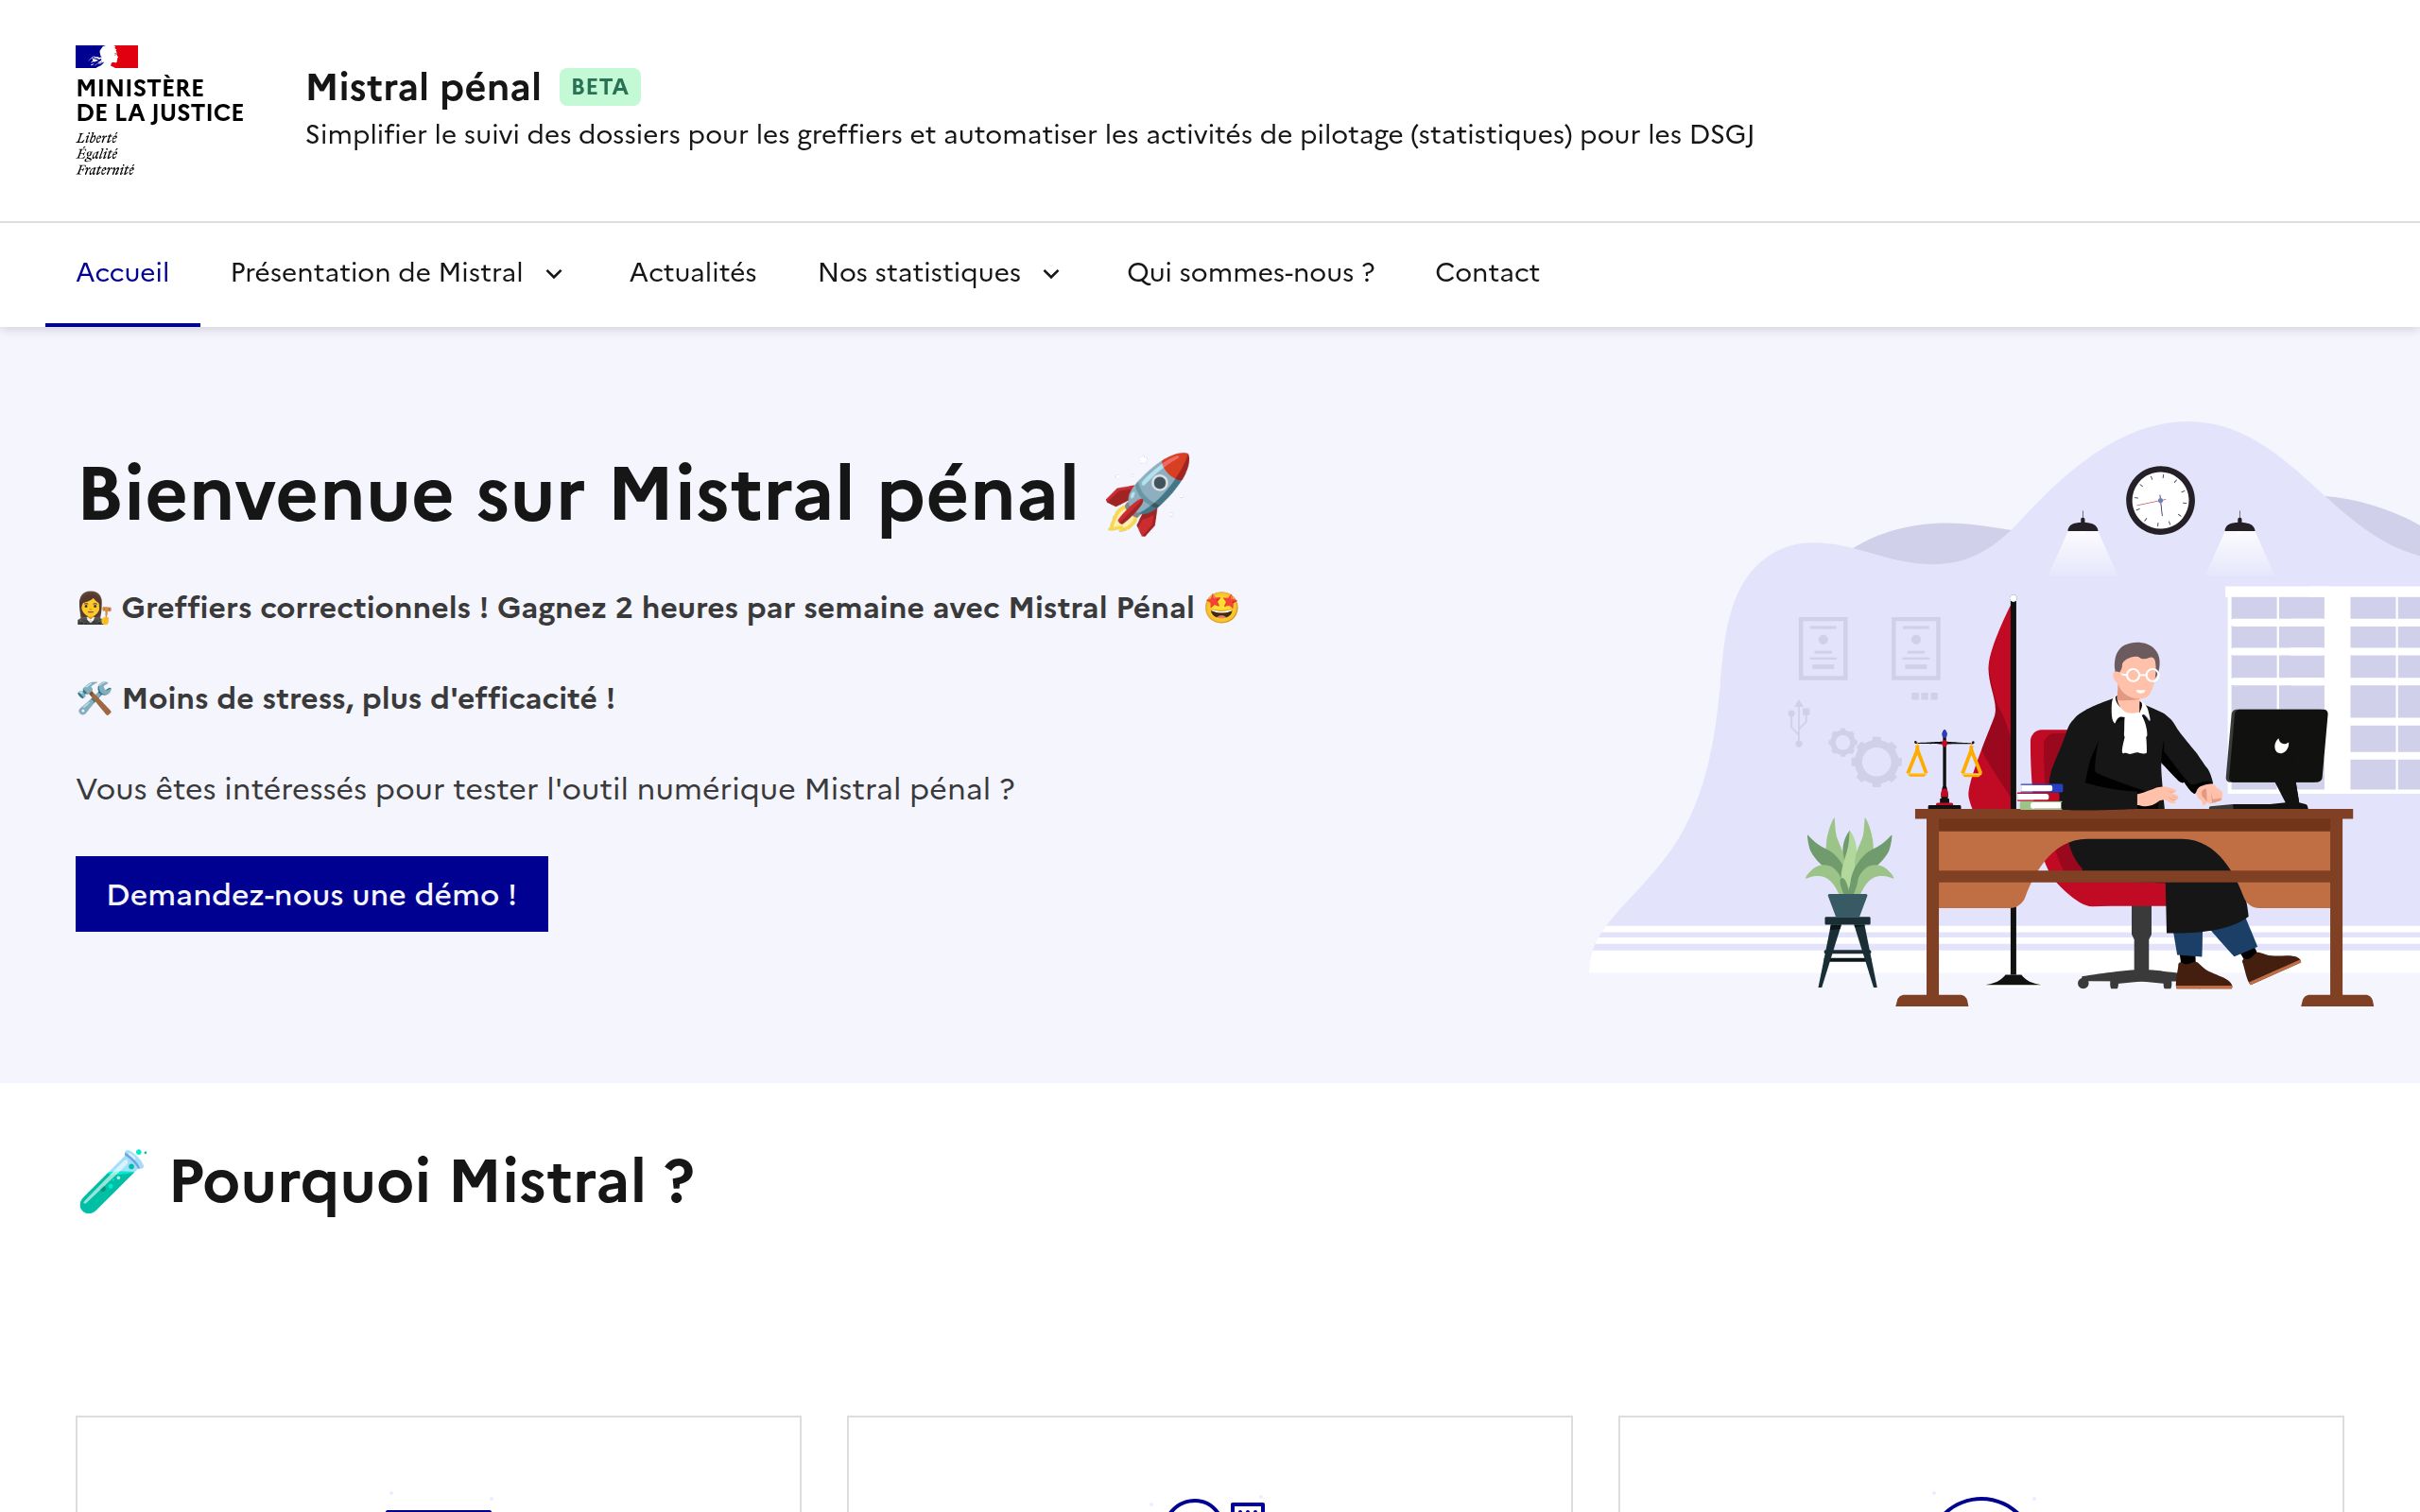 MINISTÈRE
DE LA JUSTICE
Liberté
Égalité
Fraternité
Mistral pénal BETA
Simplifier le suivi des dossiers pour les greffiers et automatiser les activités de pilotage (statistiques) pour les DSGJ
Accueil Présentation de Mistral Actualités Nos statistiques Qui sommes-nous ? Contact
Bienvenue sur Mistral pénal 🚀
👩‍⚖️ Greffiers correctionnels ! Gagnez 2 heures par semaine avec Mistral Pénal 🤩
🛠️ Moins de stress, plus d'efficacité !
Vous êtes intéressés pour tester l'outil numérique Mistral pénal ?
Demandez-nous une démo !
🧪 Pourquoi Mistral ?